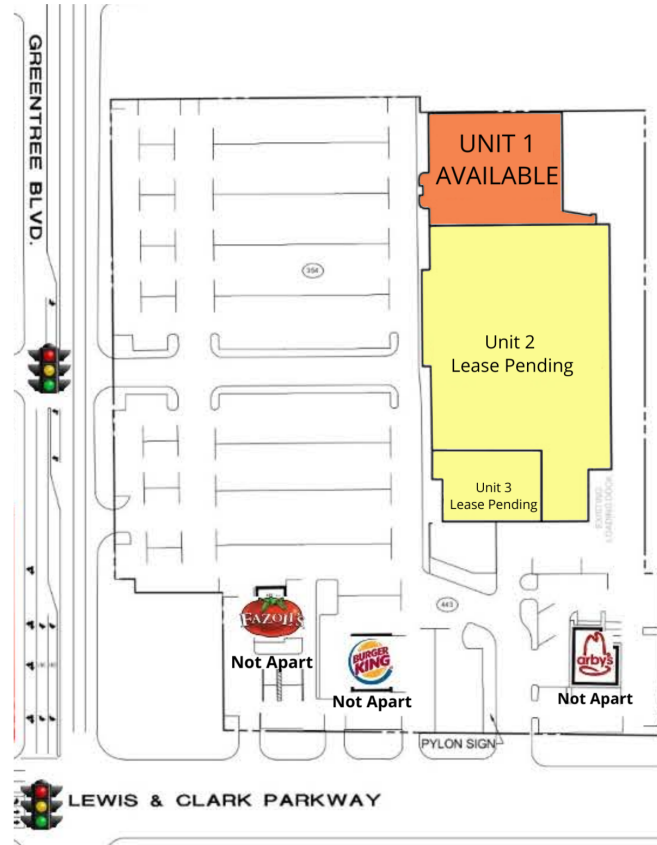 GREENTREE BLVD.
UNIT 1
AVAILABLE
354
Unit 2
Lease Pending
Unit 3
Lease Pending
EXISTING
LOADING DOCK
443
FAZOLI'S
Not Apart
BURGER
KING
Not Apart
arby's
Not Apart
PYLON SIGN
LEWIS & CLARK PARKWAY